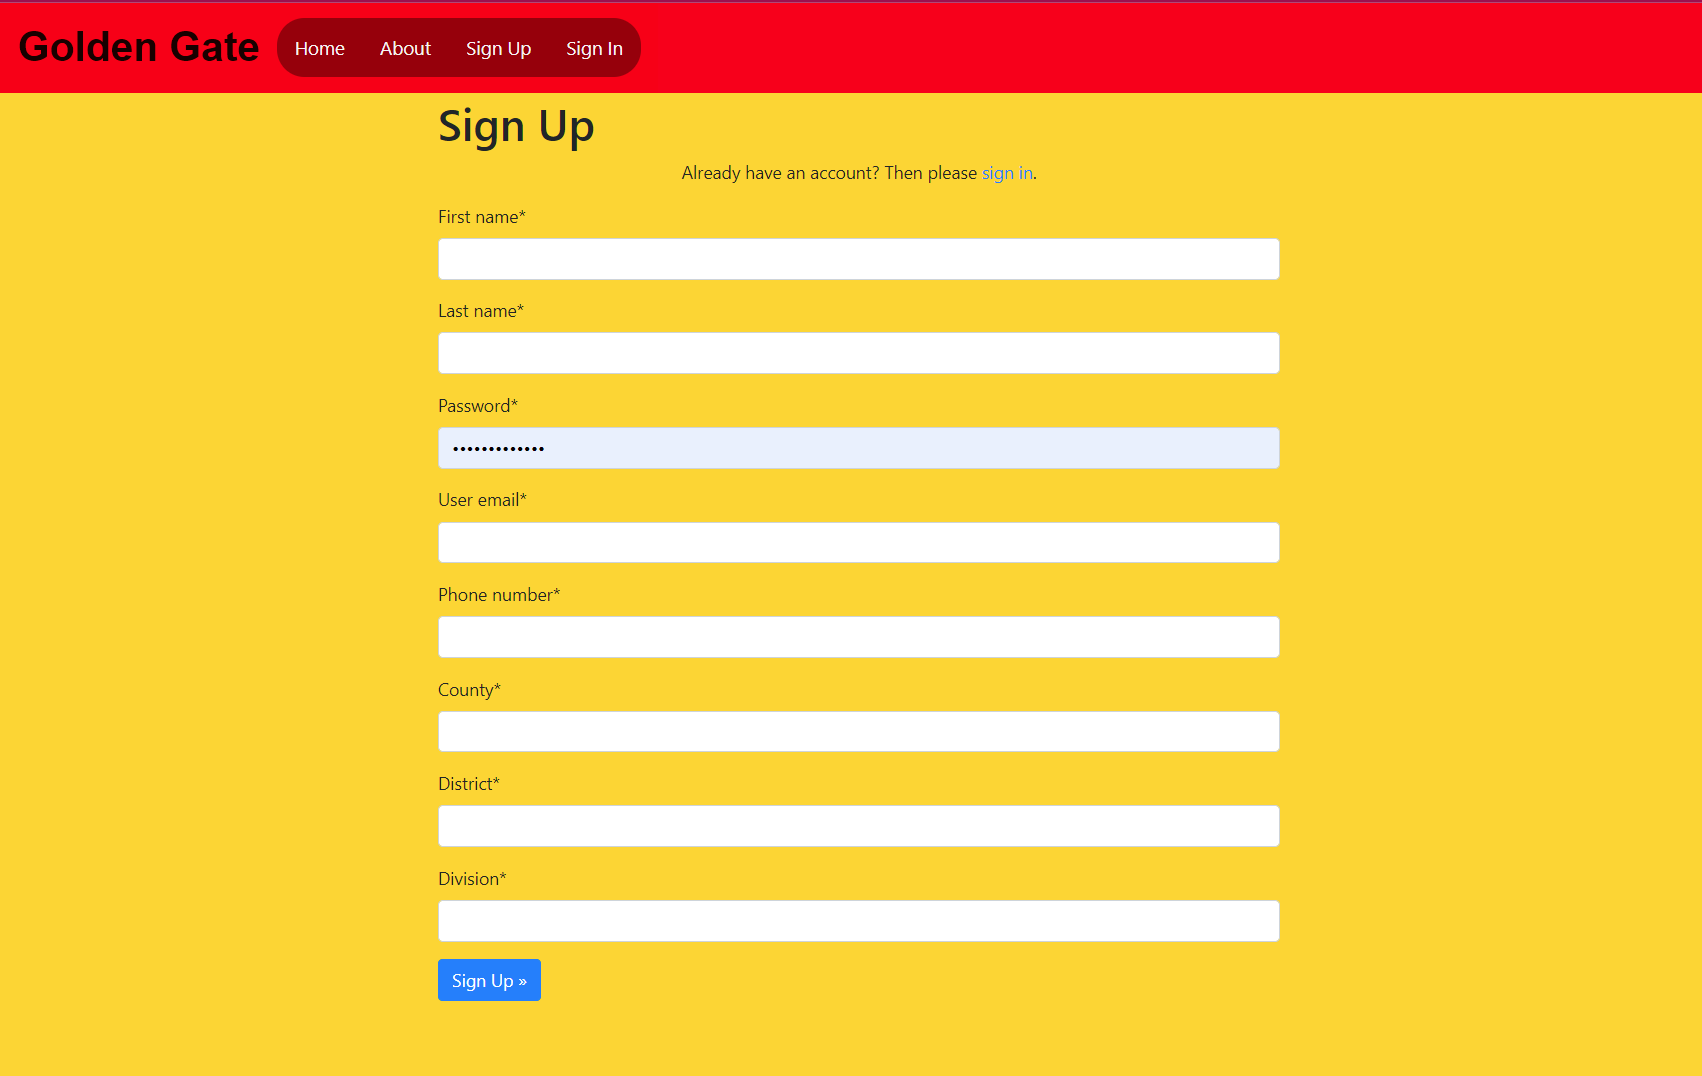 Golden Gate Home About Sign Up Sign In
Sign Up
Already have an account? Then please sign in.
First name*
Last name*
Password*
•••••••••••••
User email*
Phone number*
County*
District*
Division*
Sign Up »